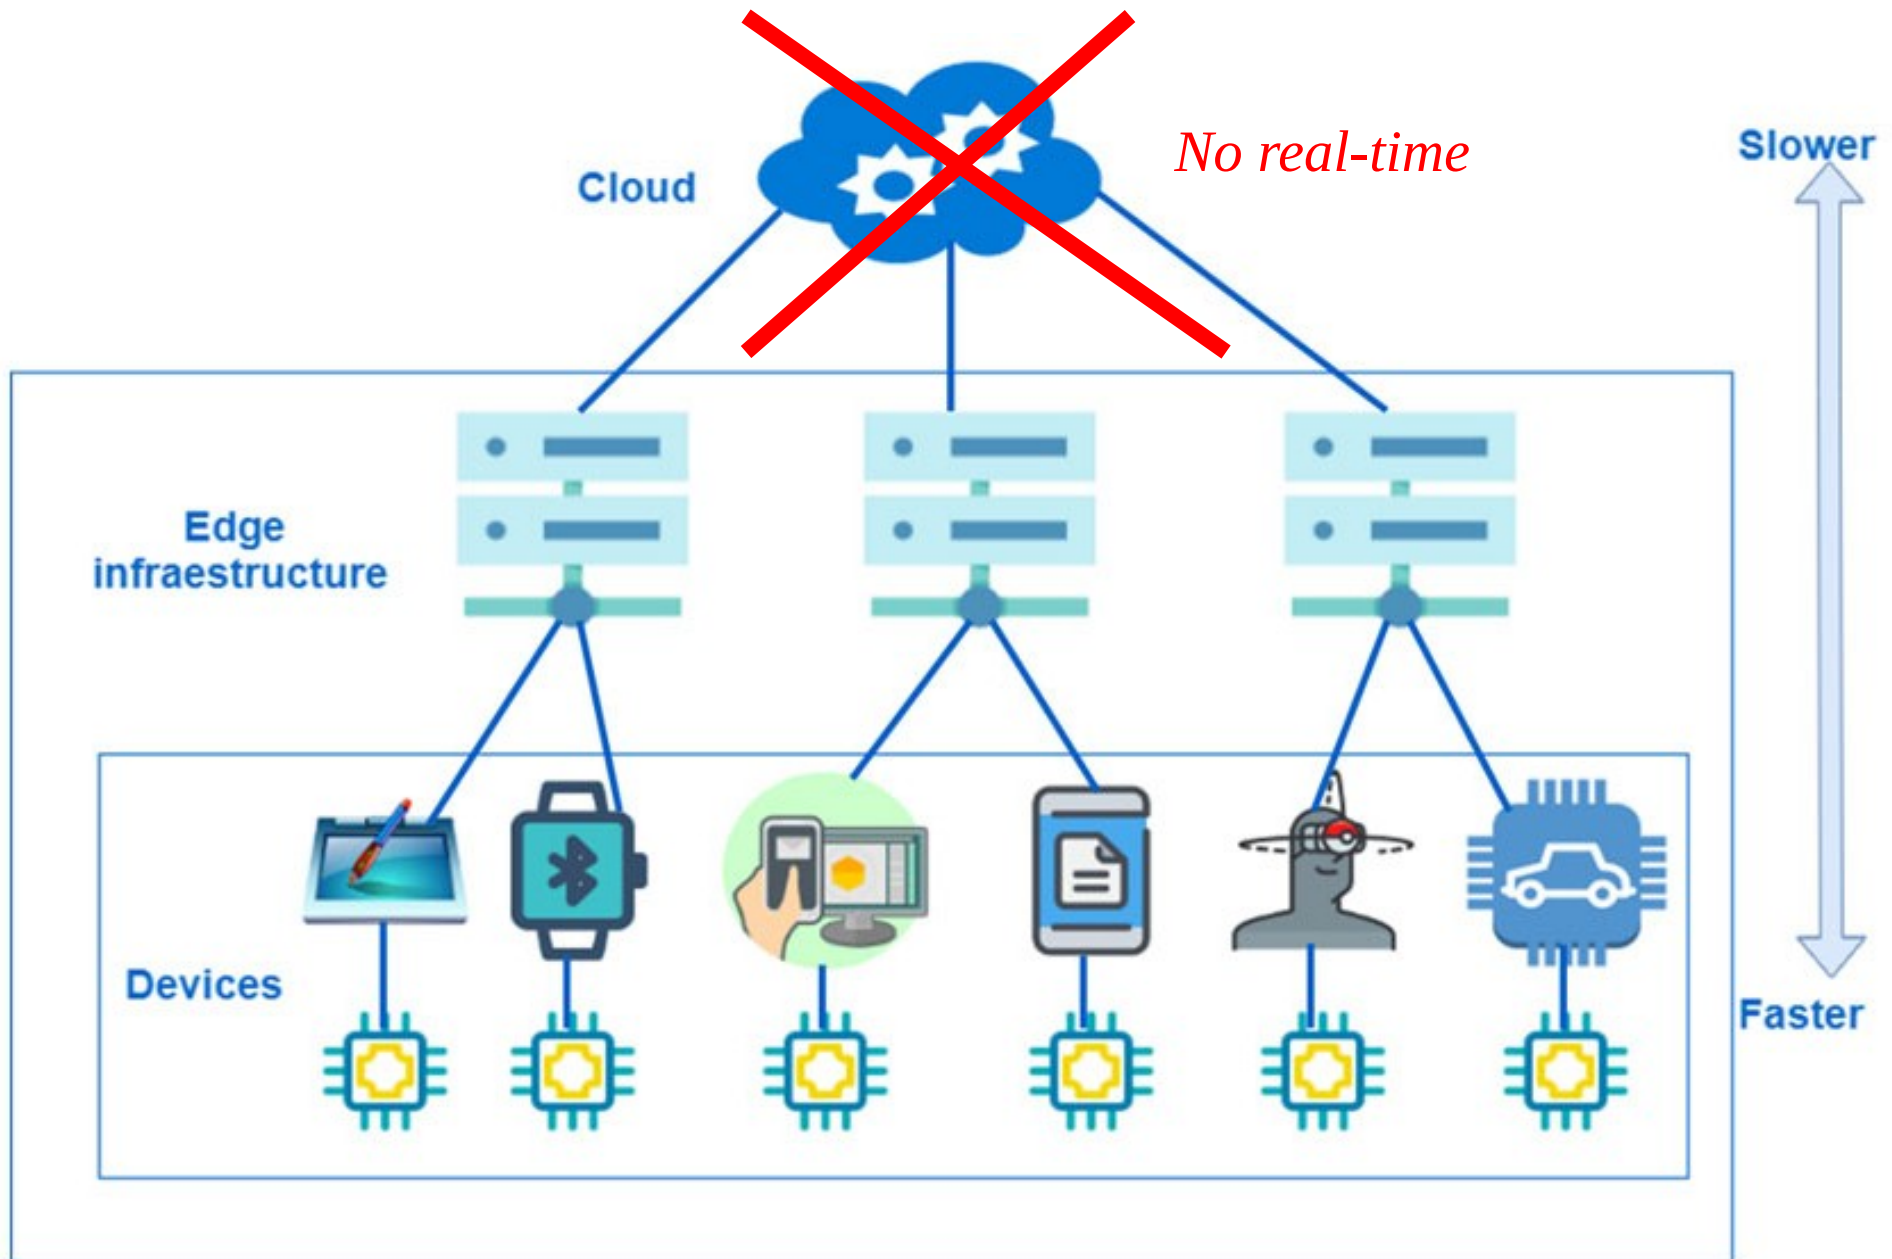 No real-time
Slower
Cloud
Edge
infraestructure
Devices
Faster